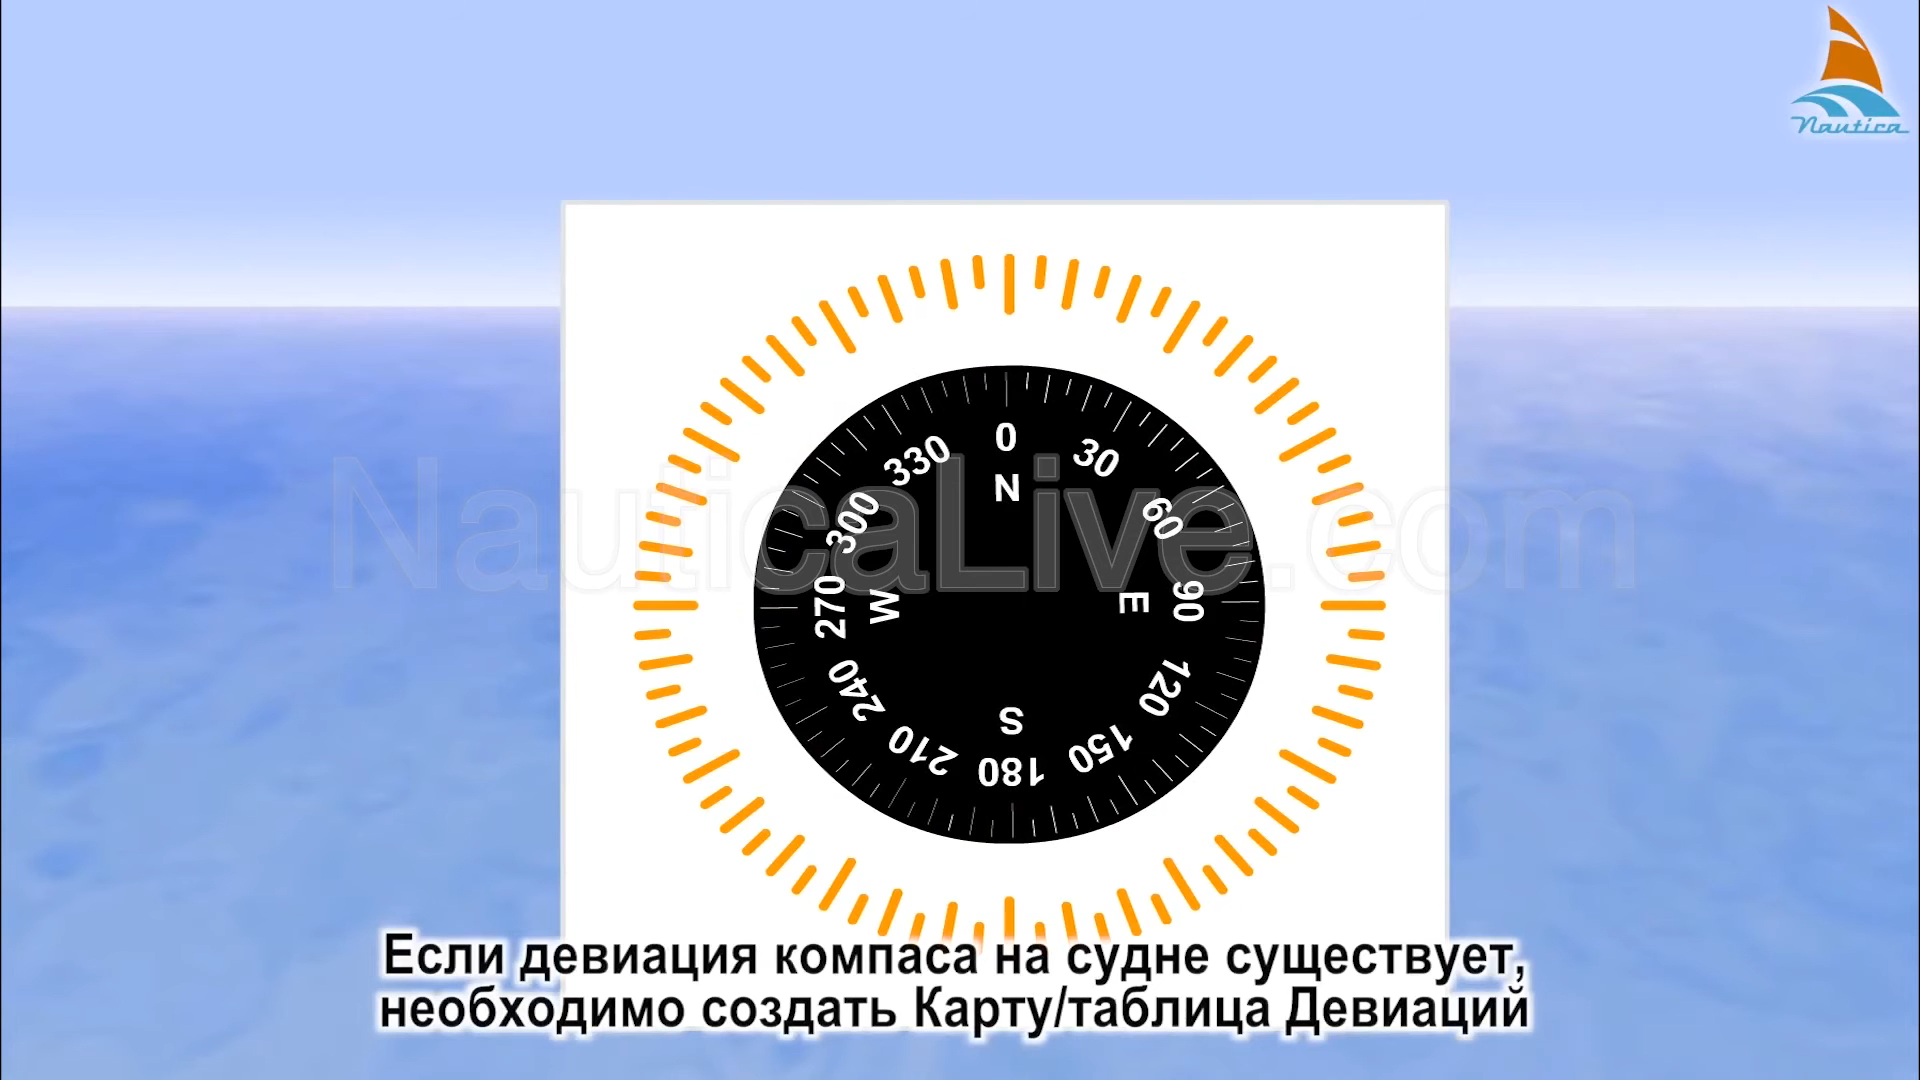 Nautica
0
330
30
N
300
60
NauticaLive.com
270
W
E
90
240
120
S
210
150
180
Если девиация компаса на судне существует,
необходимо создать Карту/таблица Девиаций